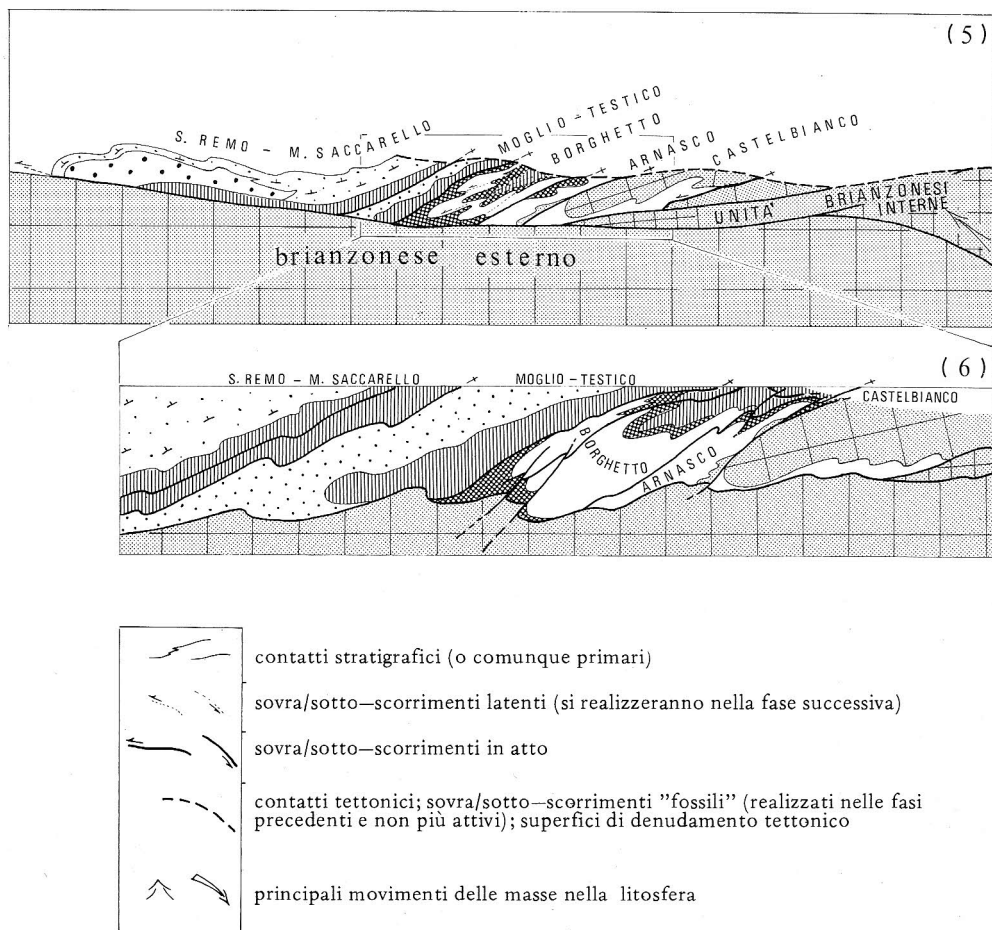 (5)
S. REMO – M. SACCARELLO
MOGLIO – TESTICO
BORGHETTO
ARNASCO
CASTELBIANCO
UNITA' BRIANZONESI
INTERNE
brianzonese esterno
(6)
S. REMO – M. SACCARELLO
MOGLIO – TESTICO
CASTELBIANCO
BORGHETTO
ARNASCO
contatti stratigrafici (o comunque primari)
sovra/sotto—scorrimenti latenti (si realizzeranno nella fase successiva)
sovra/sotto—scorrimenti in atto
contatti tettonici; sovra/sotto—scorrimenti "fossili" (realizzati nelle fasi
precedenti e non più attivi); superfici di denudamento tettonico
principali movimenti delle masse nella litosfera